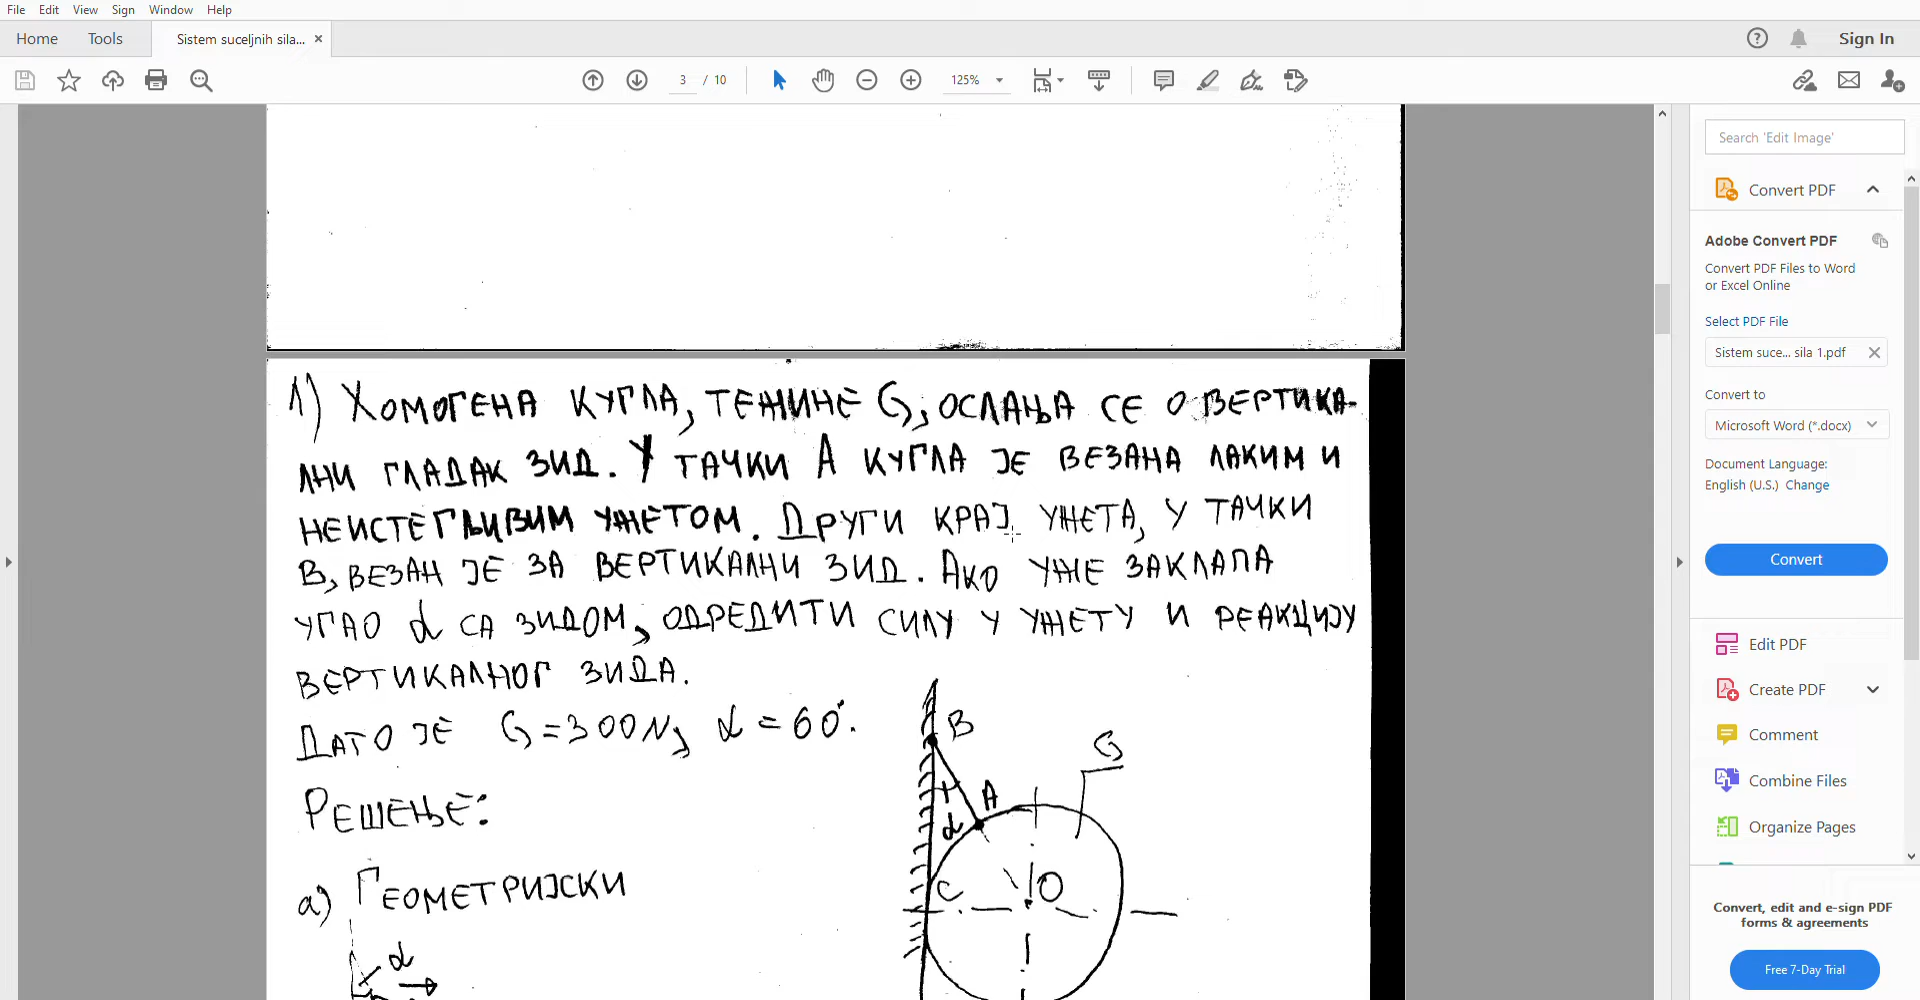 File Edit View Sign Window Help
Home Tools Sistem suceljnih sila... × Sign In
3 / 10 125%
1) ХОМОГЕНА КУГЛА, ТЕЖИНЕ G, ОСЛАЊА СЕ О ВЕРТИКА-
ЛНИ ГЛАДАК ЗИД. У ТАЧКИ А КУГЛА ЈЕ ВЕЗАНА ЛАКИМ И
НЕИСТЕГЉИВИМ УЖЕТОМ. ДРУГИ КРАЈ УЖЕТА, У ТАЧКИ
В, ВЕЗАН ЈЕ ЗА ВЕРТИКАЛНИ ЗИД. АКО УЖЕ ЗАКЛАПА
УГАО α СА ЗИДОМ, ОДРЕДИТИ СИЛУ У УЖЕТУ И РЕАКЦИЈУ
ВЕРТИКАЛНОГ ЗИДА.
ДАТО ЈЕ G = 300N, α = 60°.
РЕШЕЊЕ:
а) ГЕОМЕТРИЈСКИ
α
B
G
A
α
C
O
Search 'Edit Image'
Convert PDF
Adobe Convert PDF
Convert PDF Files to Word
or Excel Online
Select PDF File
Sistem suce... sila 1.pdf
Convert to
Microsoft Word (*.docx)
Document Language:
English (U.S.) Change
Convert
Edit PDF
Create PDF
Comment
Combine Files
Organize Pages
Convert, edit and e-sign PDF
forms & agreements
Free 7-Day Trial